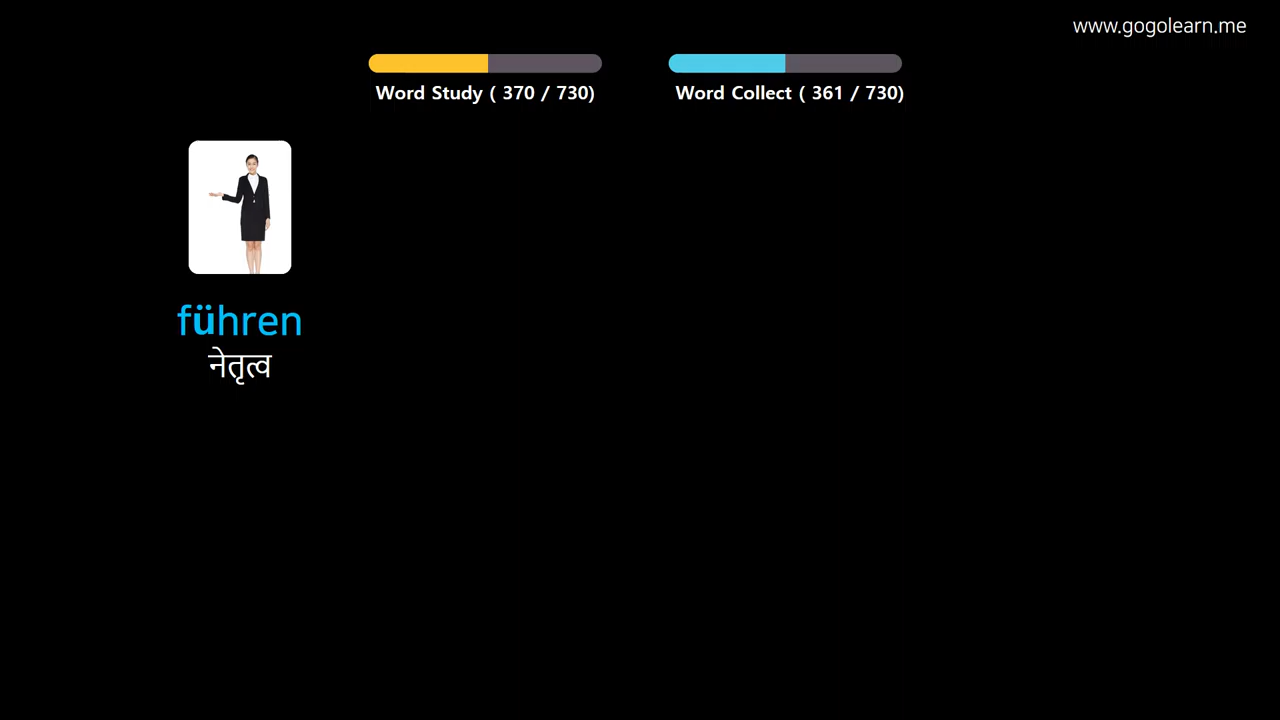 www.gogolearn.me
Word Study ( 370 / 730)
Word Collect ( 361 / 730)
führen
नेतृत्व